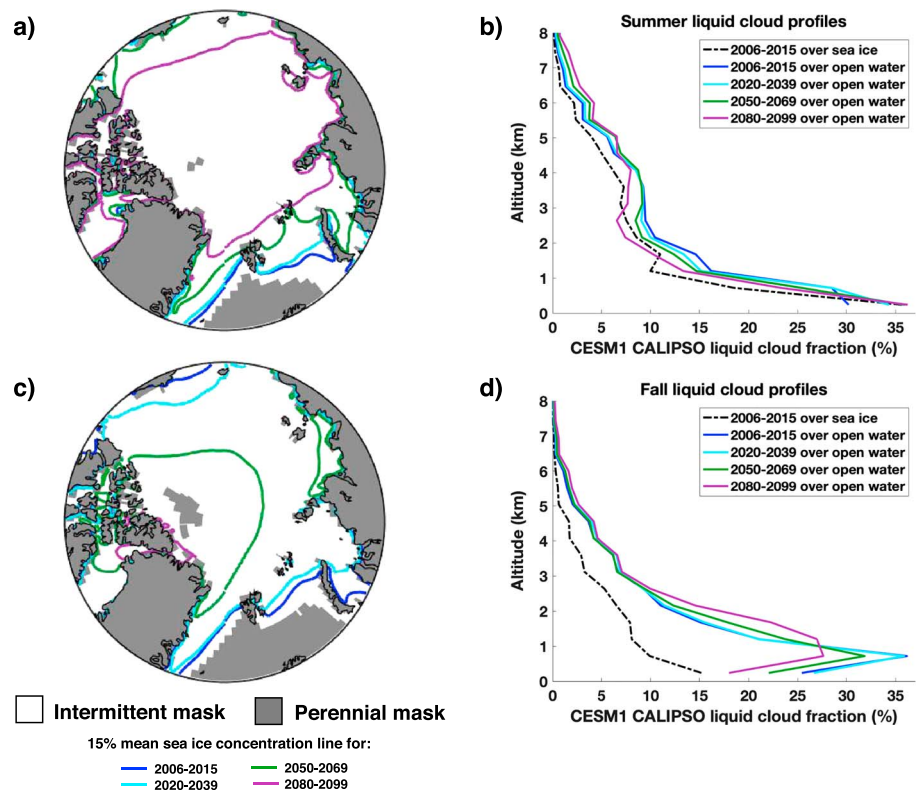 a)
b)
Summer liquid cloud profiles
8
7
6
5
4
3
2
1
0
Altitude (km)
2006-2015 over sea ice
2006-2015 over open water
2020-2039 over open water
2050-2069 over open water
2080-2099 over open water
0 5 10 15 20 25 30 35
CESM1 CALIPSO liquid cloud fraction (%)
c)
d)
Fall liquid cloud profiles
8
7
6
5
4
3
2
1
0
Altitude (km)
2006-2015 over sea ice
2006-2015 over open water
2020-2039 over open water
2050-2069 over open water
2080-2099 over open water
0 5 10 15 20 25 30 35
CESM1 CALIPSO liquid cloud fraction (%)
Intermittent mask Perennial mask
15% mean sea ice concentration line for:
2006-2015 2050-2069
2020-2039 2080-2099